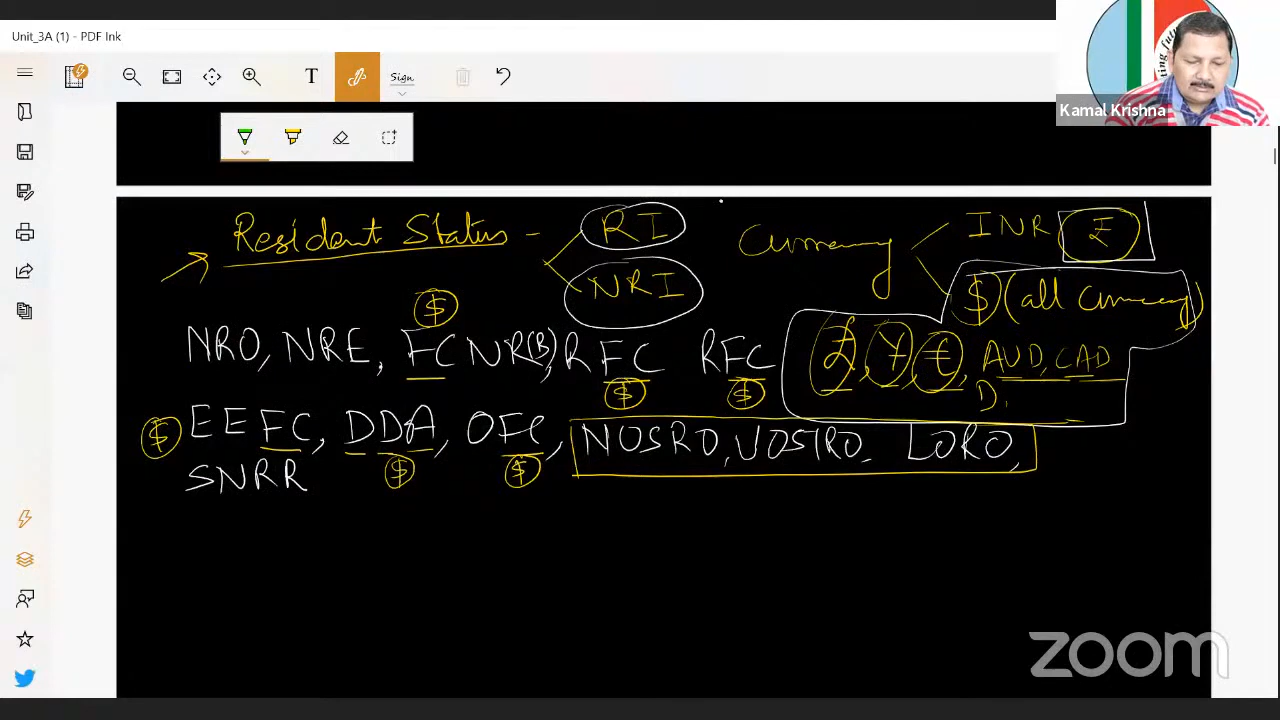 Unit_3A (1) - PDF Ink
T
Sign
Kamal Krishna
Resident Status - RI
NRI
Currency
INR ₹
$ (all Currency)
$
NRO, NRE, FCNR(B), RFC RFC
£, ¥, €, AUD, CAD
D.
$ $
$ EEFC, DDA, OFC, NOSRO, VOSTRO, LORO,
$ $
SNRR
zoom